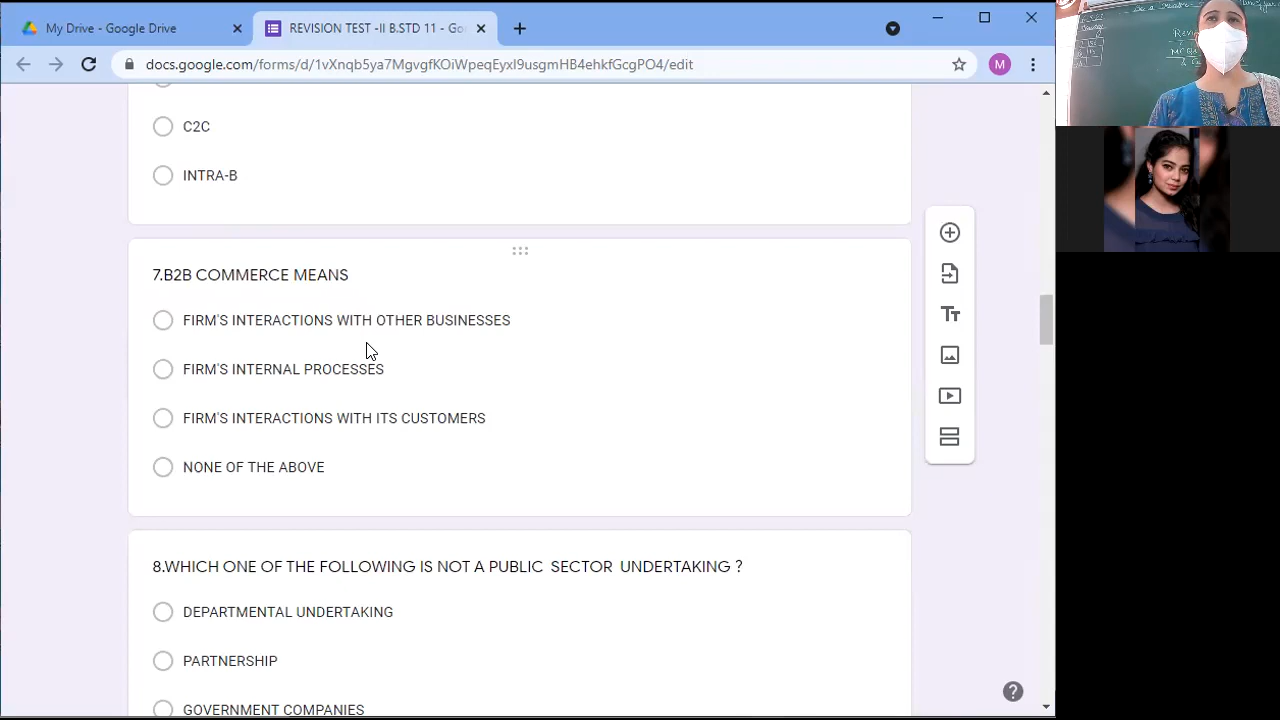 My Drive - Google Drive
REVISION TEST -II B.STD 11 - Go
docs.google.com/forms/d/1vXnqb5ya7MgvgfKOiWpeqEyxI9usgmHB4ehkfGcgPO4/edit
M
C2C
INTRA-B
7.B2B COMMERCE MEANS
FIRM'S INTERACTIONS WITH OTHER BUSINESSES
FIRM'S INTERNAL PROCESSES
FIRM'S INTERACTIONS WITH ITS CUSTOMERS
NONE OF THE ABOVE
Tт
8.WHICH ONE OF THE FOLLOWING IS NOT A PUBLIC SECTOR UNDERTAKING ?
DEPARTMENTAL UNDERTAKING
PARTNERSHIP
GOVERNMENT COMPANIES